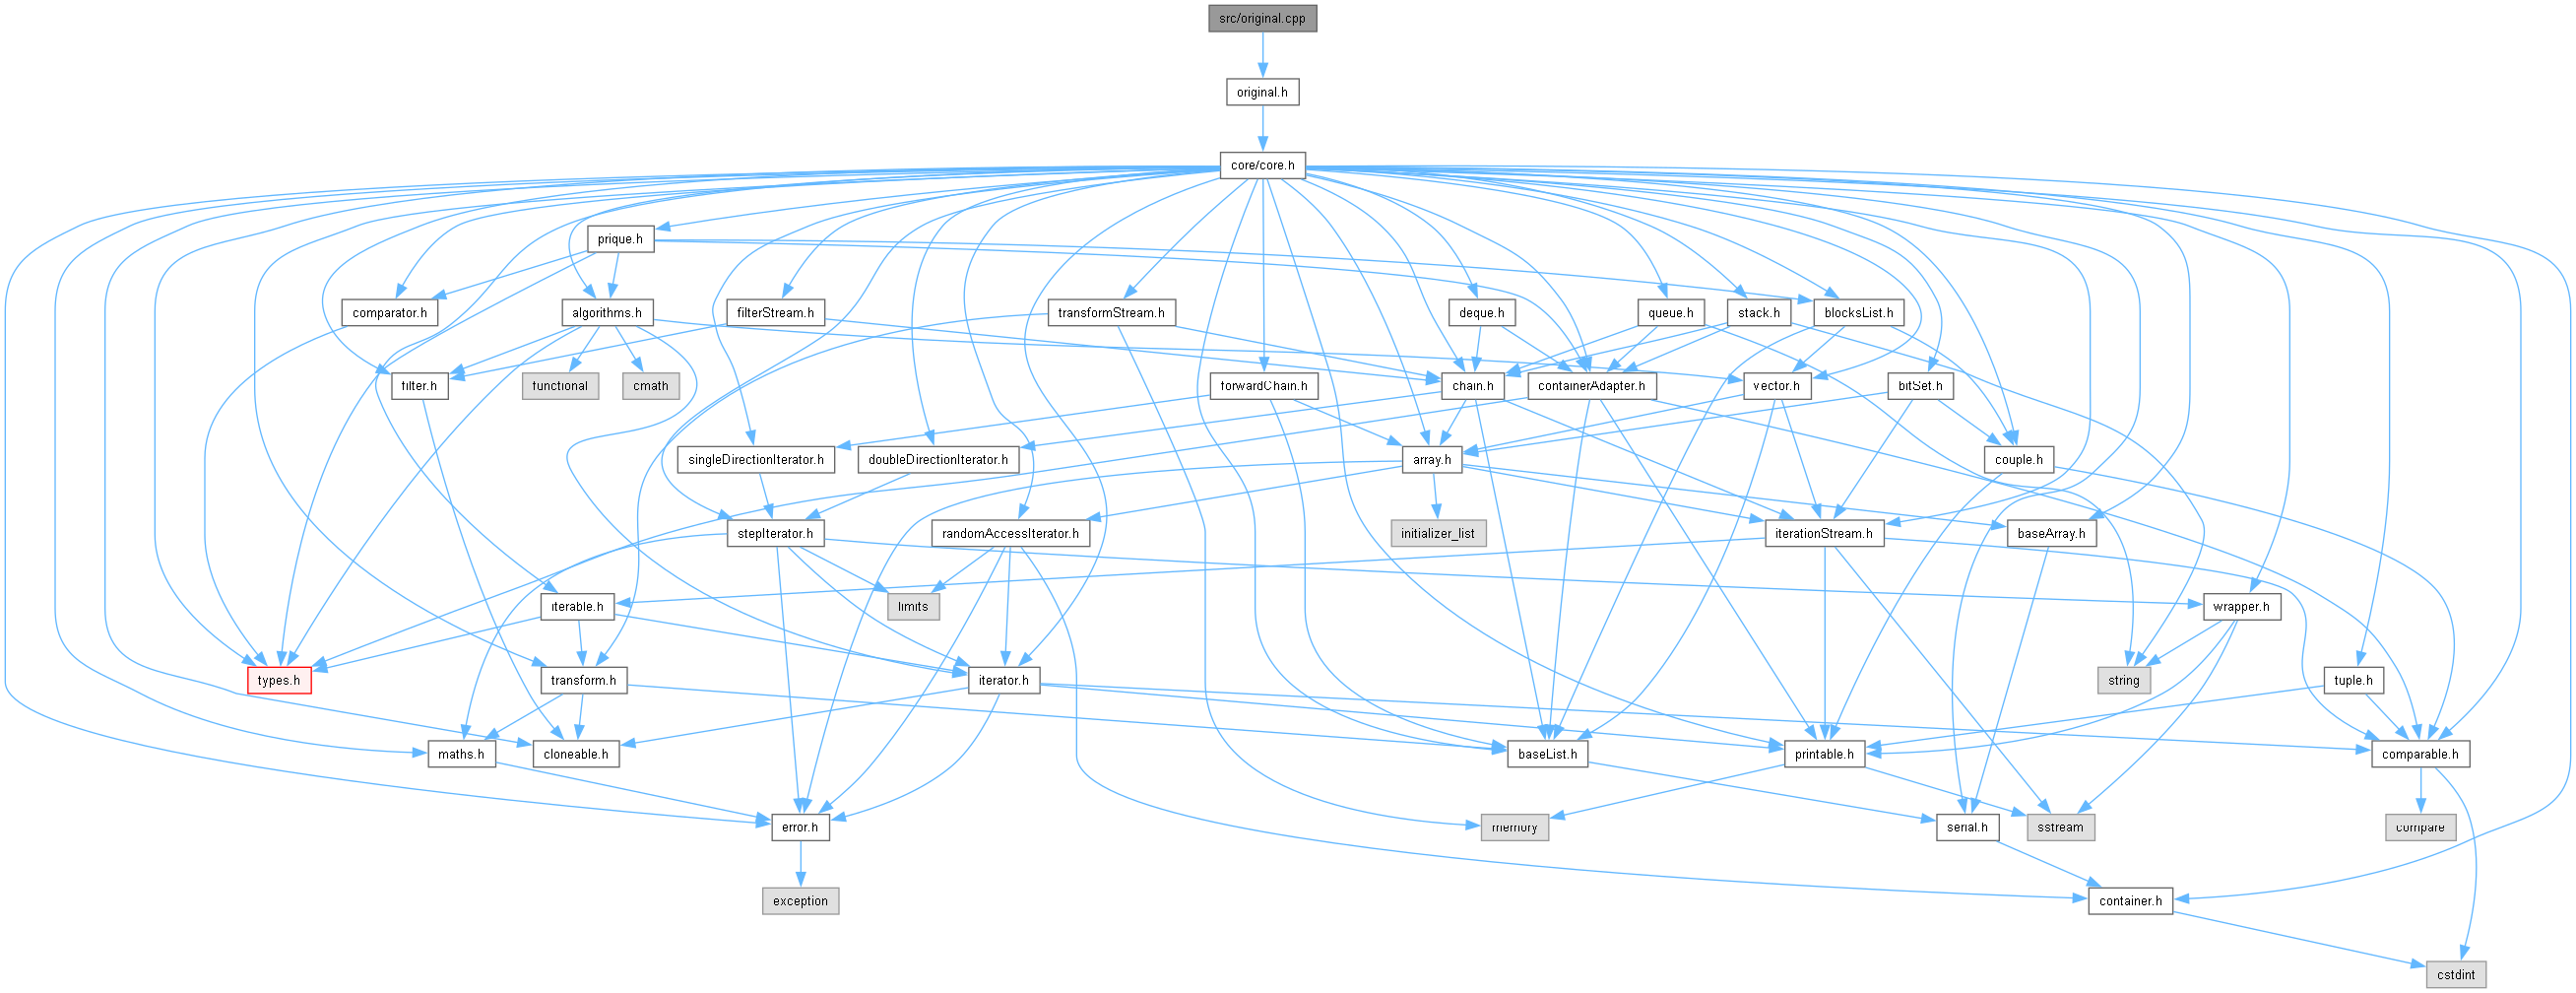 src/original.cpp
original.h
core/core.h
prique.h
comparator.h
algorithms.h
filterStream.h
transformStream.h
deque.h
queue.h
stack.h
blocksList.h
filter.h
functional
cmath
forwardChain.h
chain.h
containerAdapter.h
vector.h
bitSet.h
singleDirectionIterator.h
doubleDirectionIterator.h
array.h
couple.h
stepIterator.h
randomAccessIterator.h
initializer_list
iterationStream.h
baseArray.h
iterable.h
limits
wrapper.h
types.h
transform.h
iterator.h
string
tuple.h
maths.h
cloneable.h
baseList.h
printable.h
comparable.h
error.h
memory
serial.h
sstream
compare
exception
container.h
cstdint